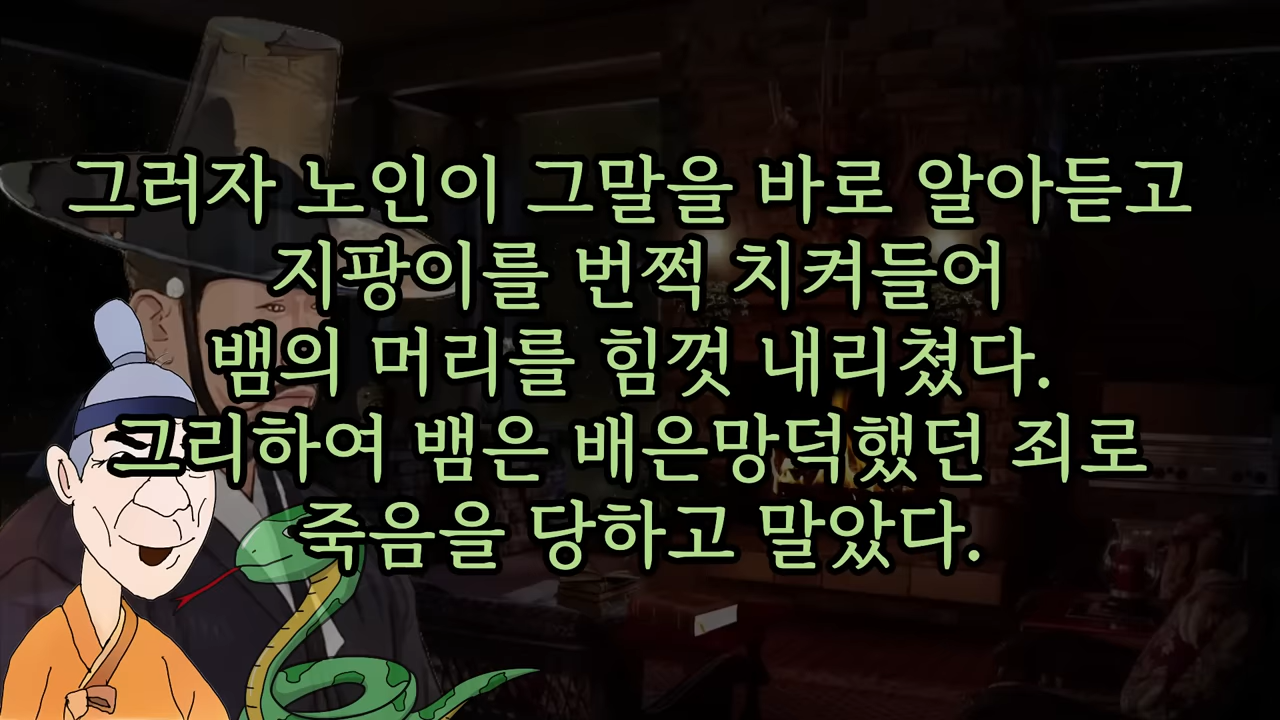 그러자 노인이 그말을 바로 알아듣고
지팡이를 번쩍 치켜들어
뱀의 머리를 힘껏 내리쳤다.
그리하여 뱀은 배은망덕했던 죄로
죽음을 당하고 말았다.